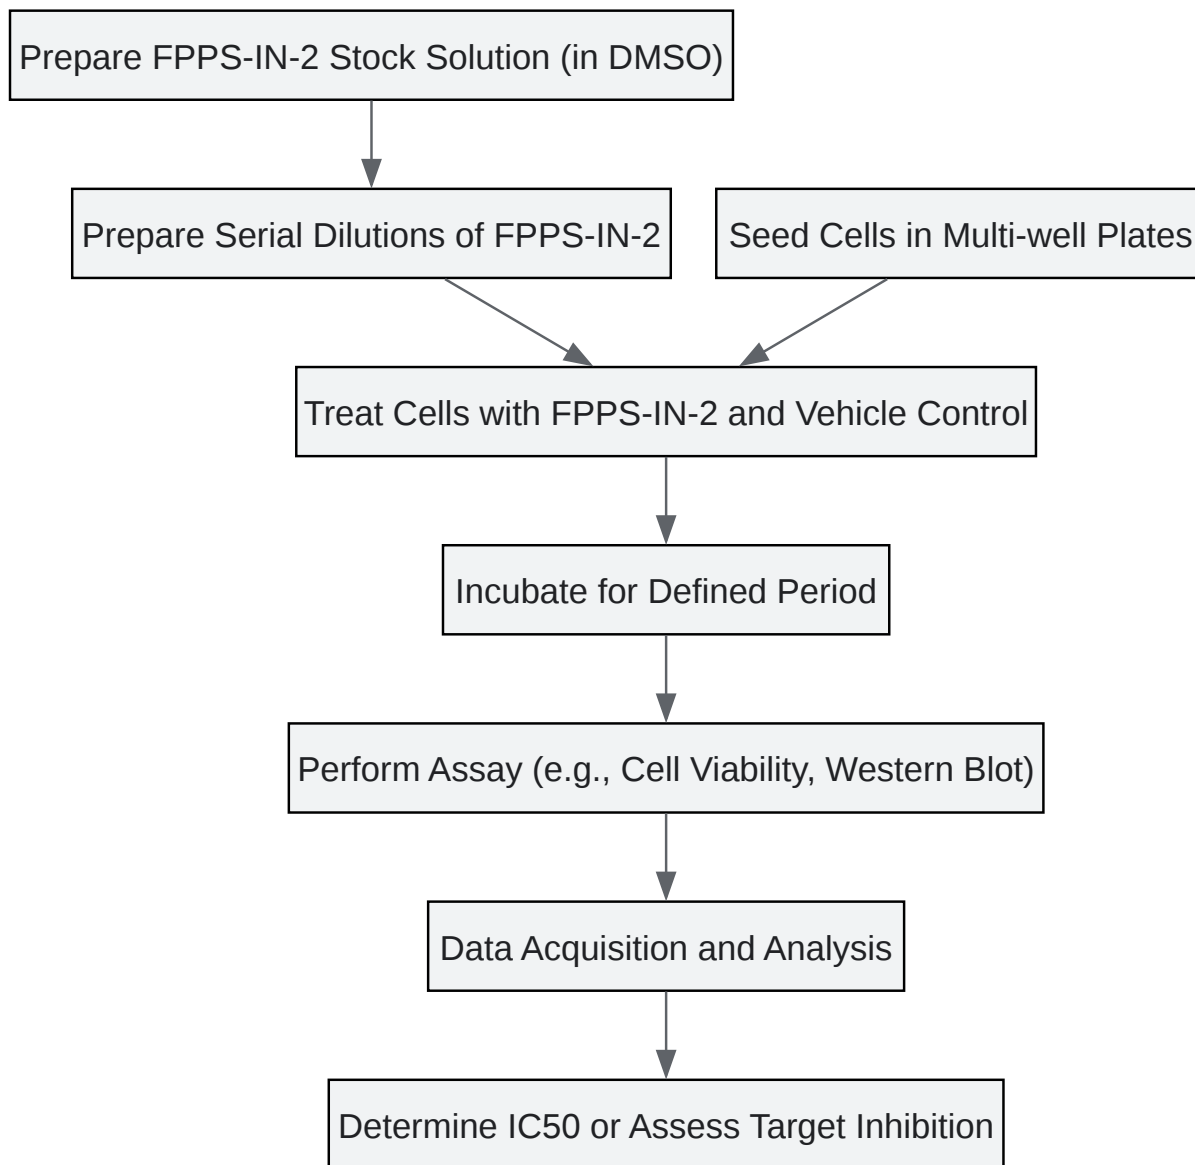 Prepare FPPS-IN-2 Stock Solution (in DMSO)
Prepare Serial Dilutions of FPPS-IN-2
Seed Cells in Multi-well Plates
Treat Cells with FPPS-IN-2 and Vehicle Control
Incubate for Defined Period
Perform Assay (e.g., Cell Viability, Western Blot)
Data Acquisition and Analysis
Determine IC50 or Assess Target Inhibition